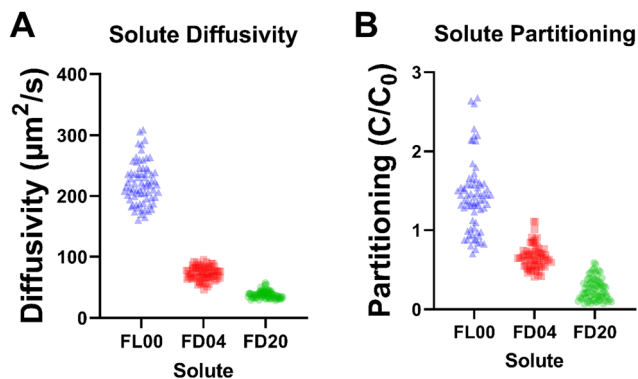 A
Solute Diffusivity
Diffusivity (µm²/s)
400
300
200
100
0
FL00 FD04 FD20
Solute
B
Solute Partitioning
Partitioning (C/C₀)
3
2
1
0
FL00 FD04 FD20
Solute